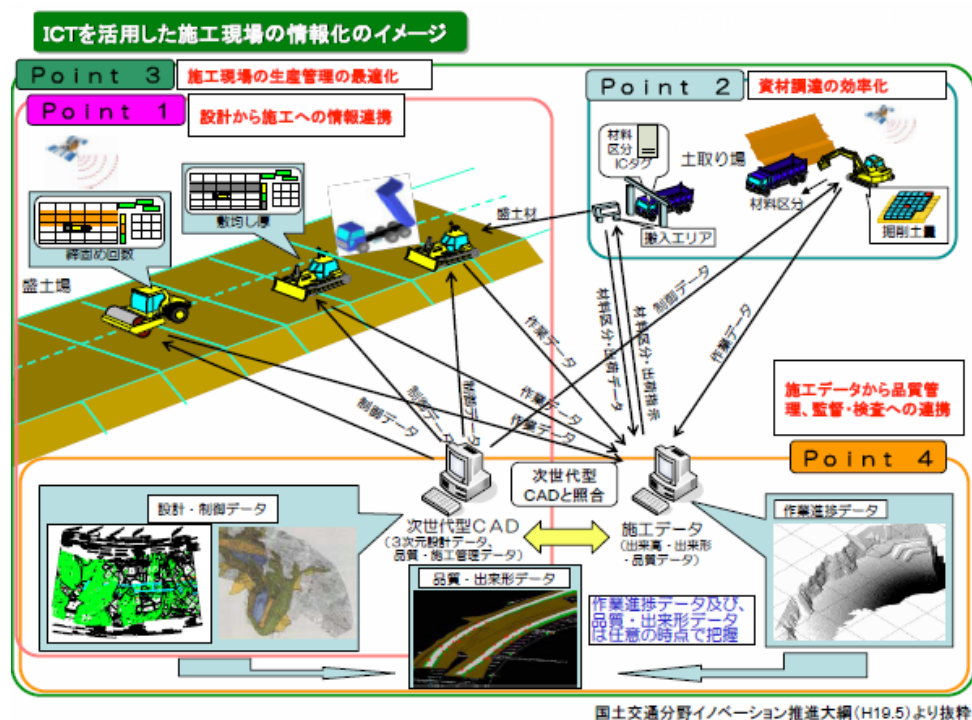 ICTを活用した施工現場の情報化のイメージ
Point 3
施工現場の生産管理の最適化
Point 1
設計から施工への情報連携
Point 2
資材調達の効率化
材料
区分
ICタグ
土取り場
材料区分
掘削土量
搬入エリア
盛土材
敷均し厚
締固め回数
盛土場
制御データ
作業データ
材料区分・出荷データ
材料区分・出荷指示
作業データ
制御データ
制御データ
制御データ
作業データ
作業データ
施工データから品質管
理、監督・検査への連携
Point 4
次世代型
CADと照合
設計・制御データ
次世代型CAD
(3次元設計データ、
品質・施工管理データ)
施工データ
(出来高・出来形・
品質データ)
作業進捗データ
品質・出来形データ
作業進捗データ及び、
品質・出来形データ
は任意の時点で把握
国土交通分野イノベーション推進大綱(H19.5)より抜粋